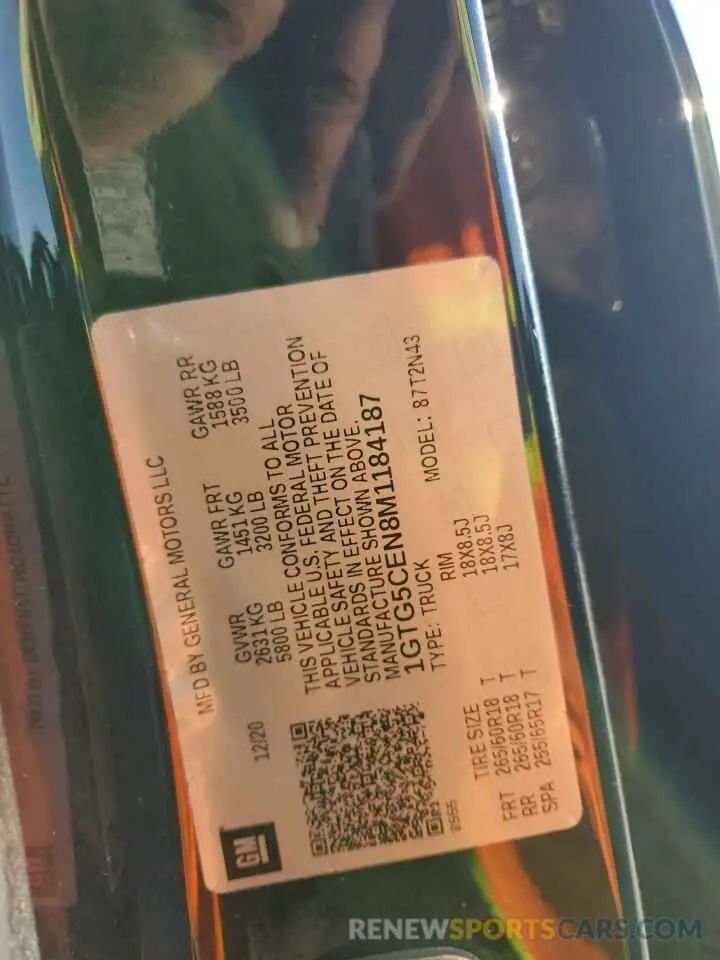 MFD BY GENERAL MOTORS LLC
GM
12/20
GVWR GAWR FRT GAWR RR
2631 KG 1451 KG 1588 KG
5800 LB 3200 LB 3500 LB
THIS VEHICLE CONFORMS TO ALL
APPLICABLE U.S. FEDERAL MOTOR
VEHICLE SAFETY AND THEFT PREVENTION
STANDARDS IN EFFECT ON THE DATE OF
MANUFACTURE SHOWN ABOVE.
1GTG5CEN8M1184187
TYPE: TRUCK MODEL: 87T2N43
TIRE SIZE RIM
FRT 265/60R18 T 18X8.5J
RR 265/60R18 T 18X8.5J
SPA 265/65R17 T 17X8J
RENEWSPORTSCARS.COM